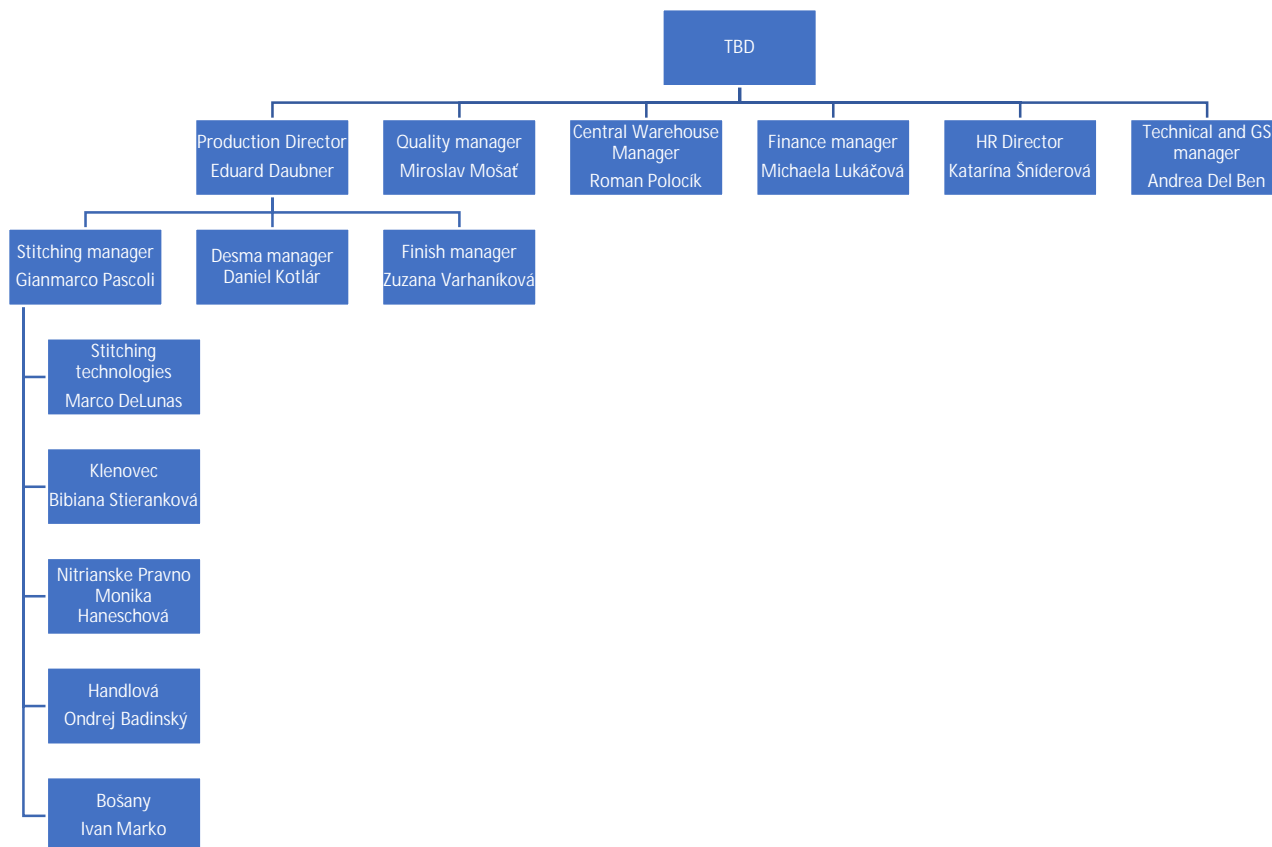 TBD
Production Director
Eduard Daubner
Quality manager
Miroslav Mošať
Central Warehouse
Manager
Roman Polocík
Finance manager
Michaela Lukáčová
HR Director
Katarína Šníderová
Technical and GS
manager
Andrea Del Ben
Stitching manager
Gianmarco Pascoli
Desma manager
Daniel Kotlár
Finish manager
Zuzana Varhaníková
Stitching
technologies
Marco DeLunas
Klenovec
Bibiana Stieranková
Nitrianske Pravno
Monika
Haneschová
Handlová
Ondrej Badinský
Bošany
Ivan Marko